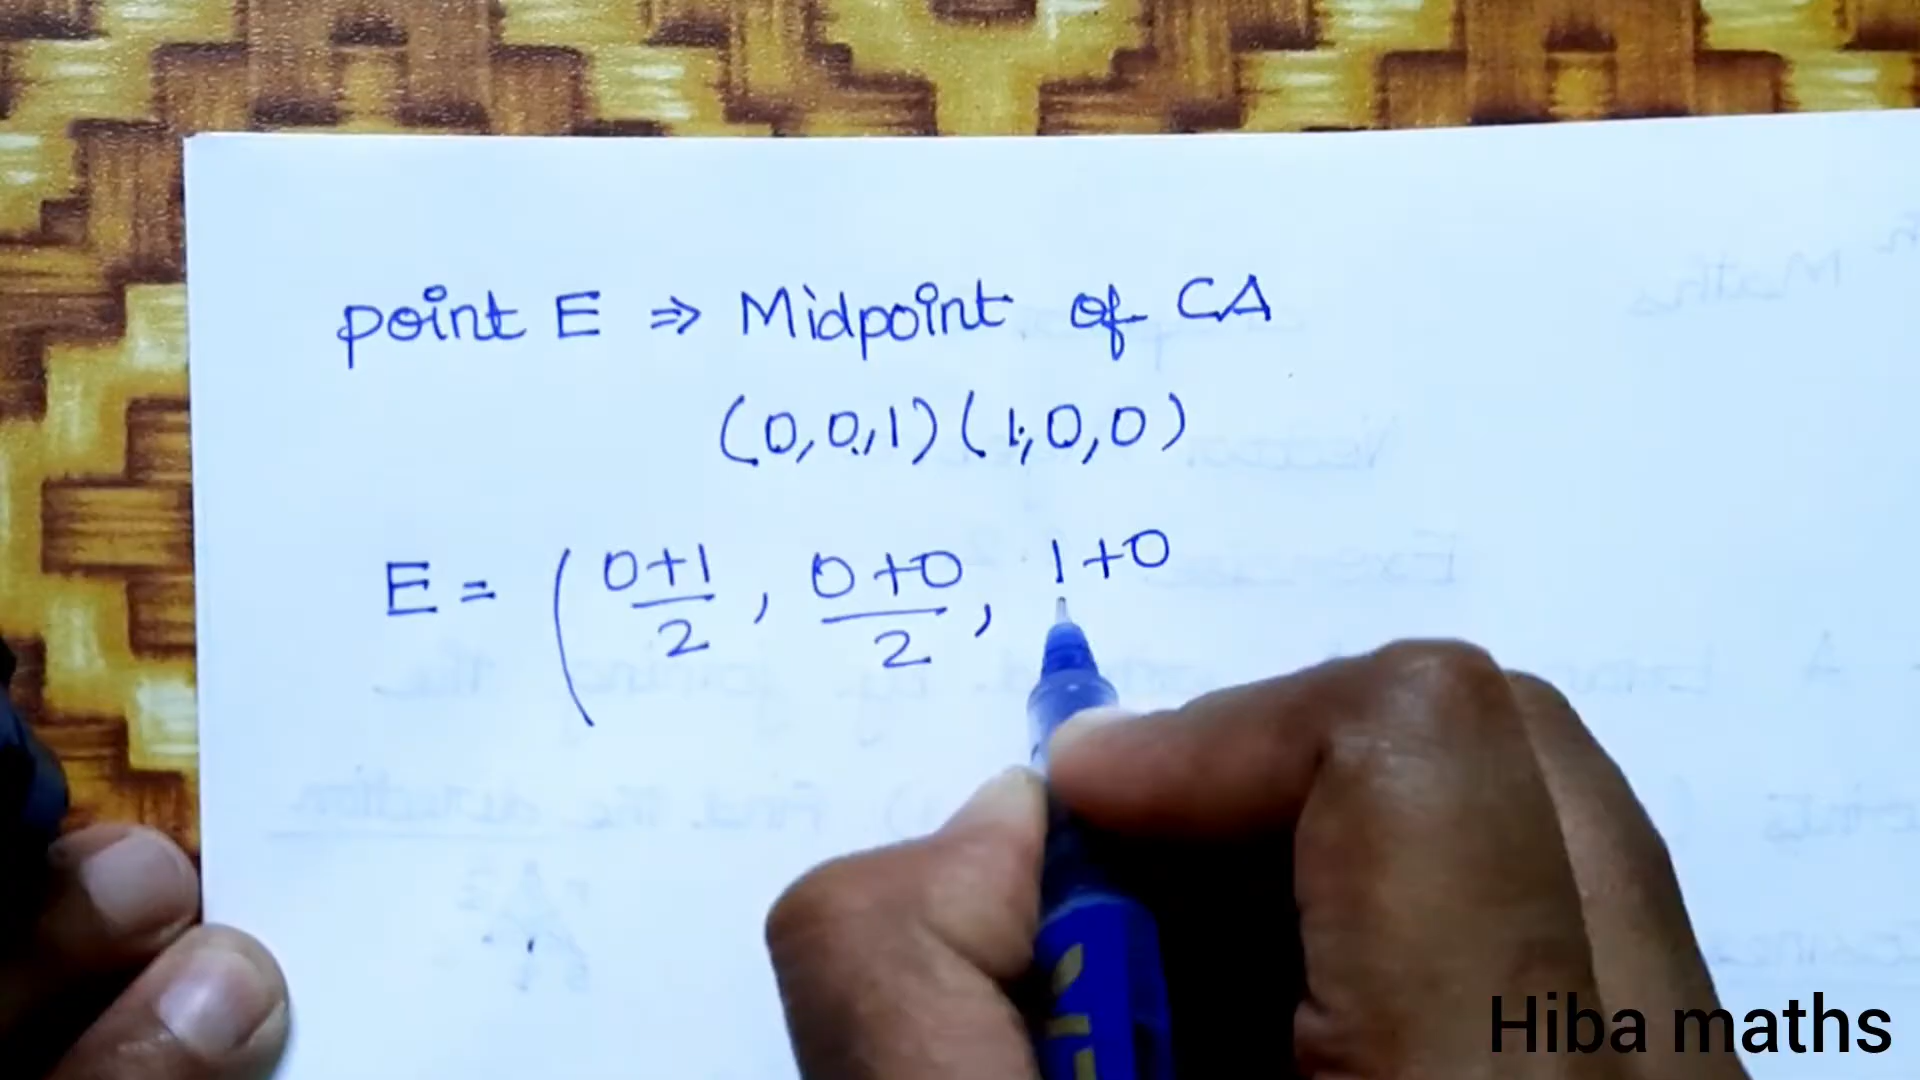 point E ⇒ Midpoint of CA
(0,0,1) (1,0,0)
E = ( 0+1/2 , 0+0/2 , 1+0
Hiba maths